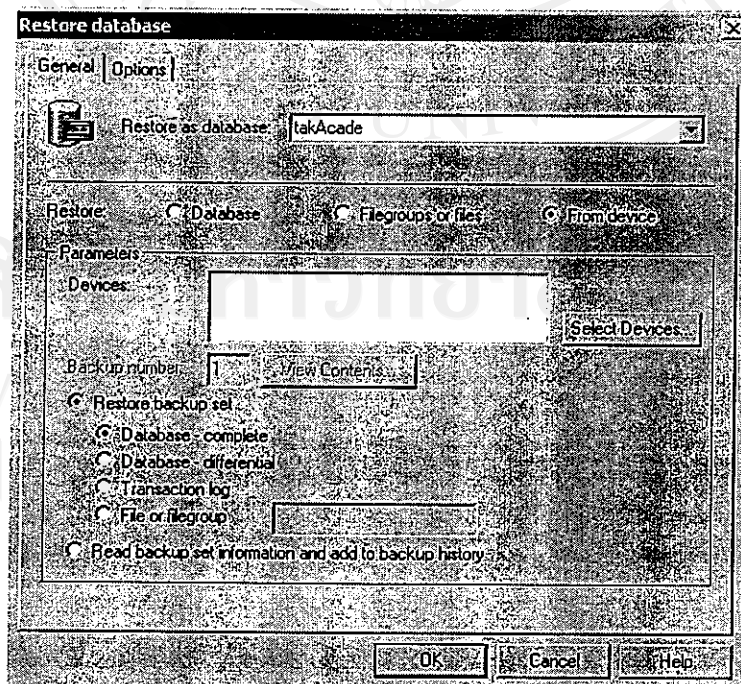 Restore database
General Options
Restore as database: takAcade
Restore: Database Filegroups or files From device
Parameters
Devices:
Select Devices...
Backup number: 1 View Contents...
Restore backup set
Database - complete
Database - differential
Transaction log
File or filegroup
Read backup set information and add to backup history
OK Cancel Help